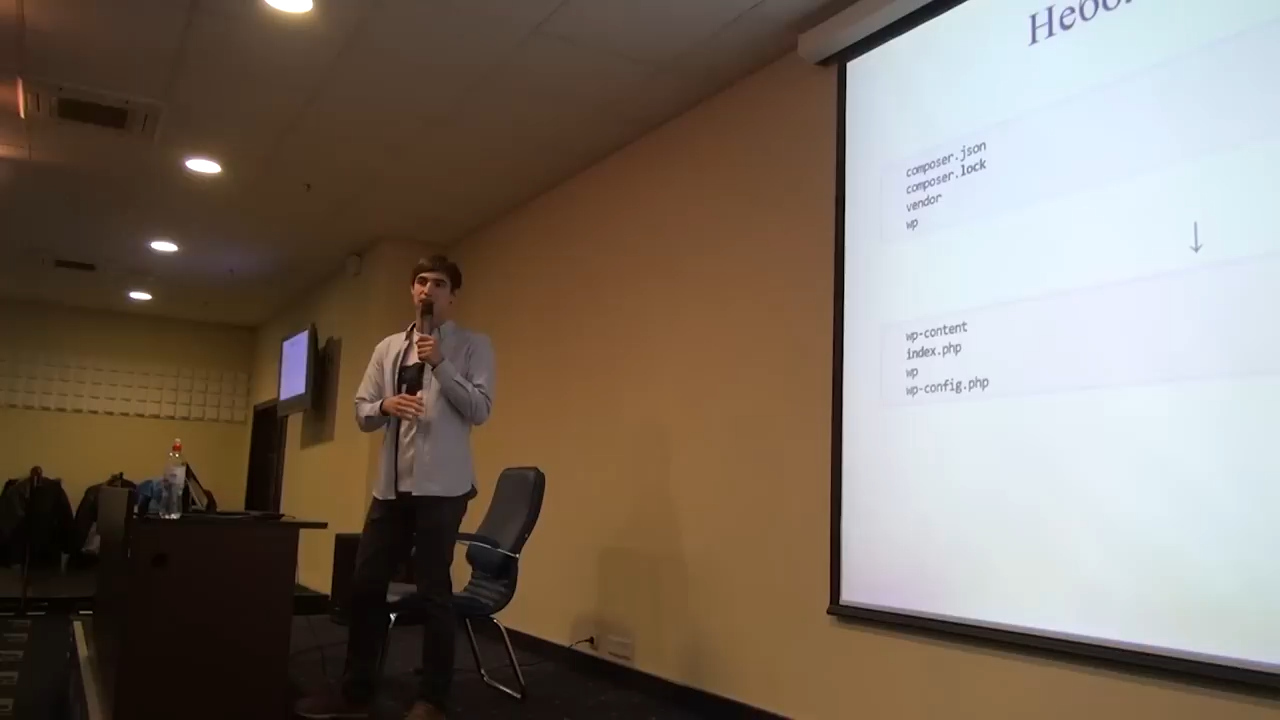 composer.json
composer.lock
vendor
wp
↓
wp-content
index.php
wp
wp-config.php